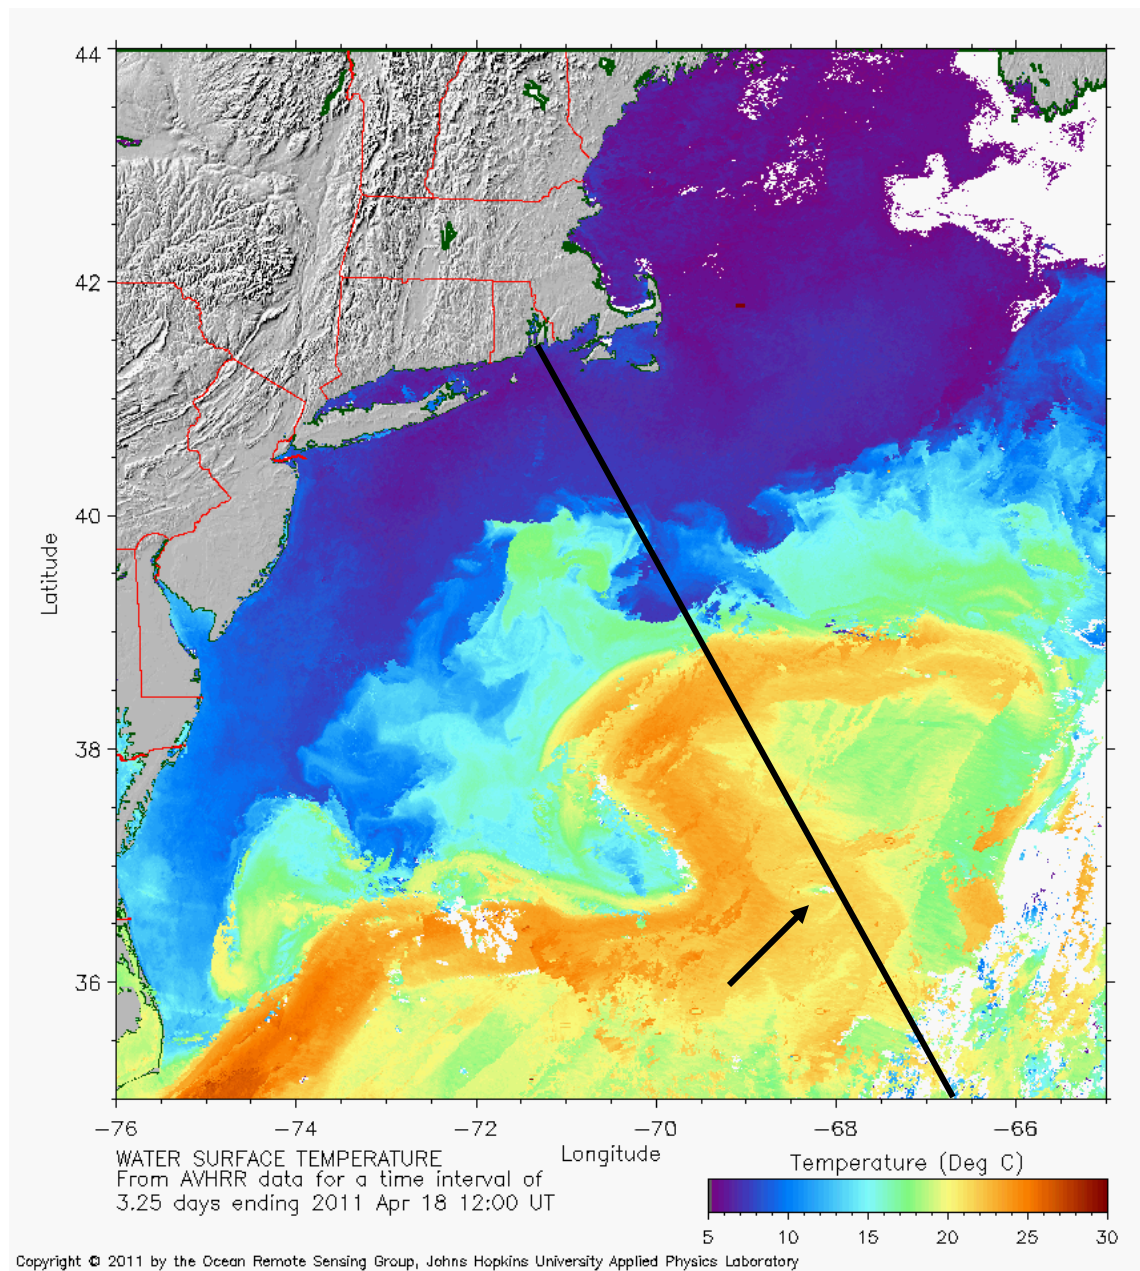 44
42
40
38
36
Latitude
−76
−74
−72
−70
−68
−66
Longitude
WATER SURFACE TEMPERATURE
From AVHRR data for a time interval of
3.25 days ending 2011 Apr 18 12:00 UT
Temperature (Deg C)
5 10 15 20 25 30
Copyright © 2011 by the Ocean Remote Sensing Group, Johns Hopkins University Applied Physics Laboratory